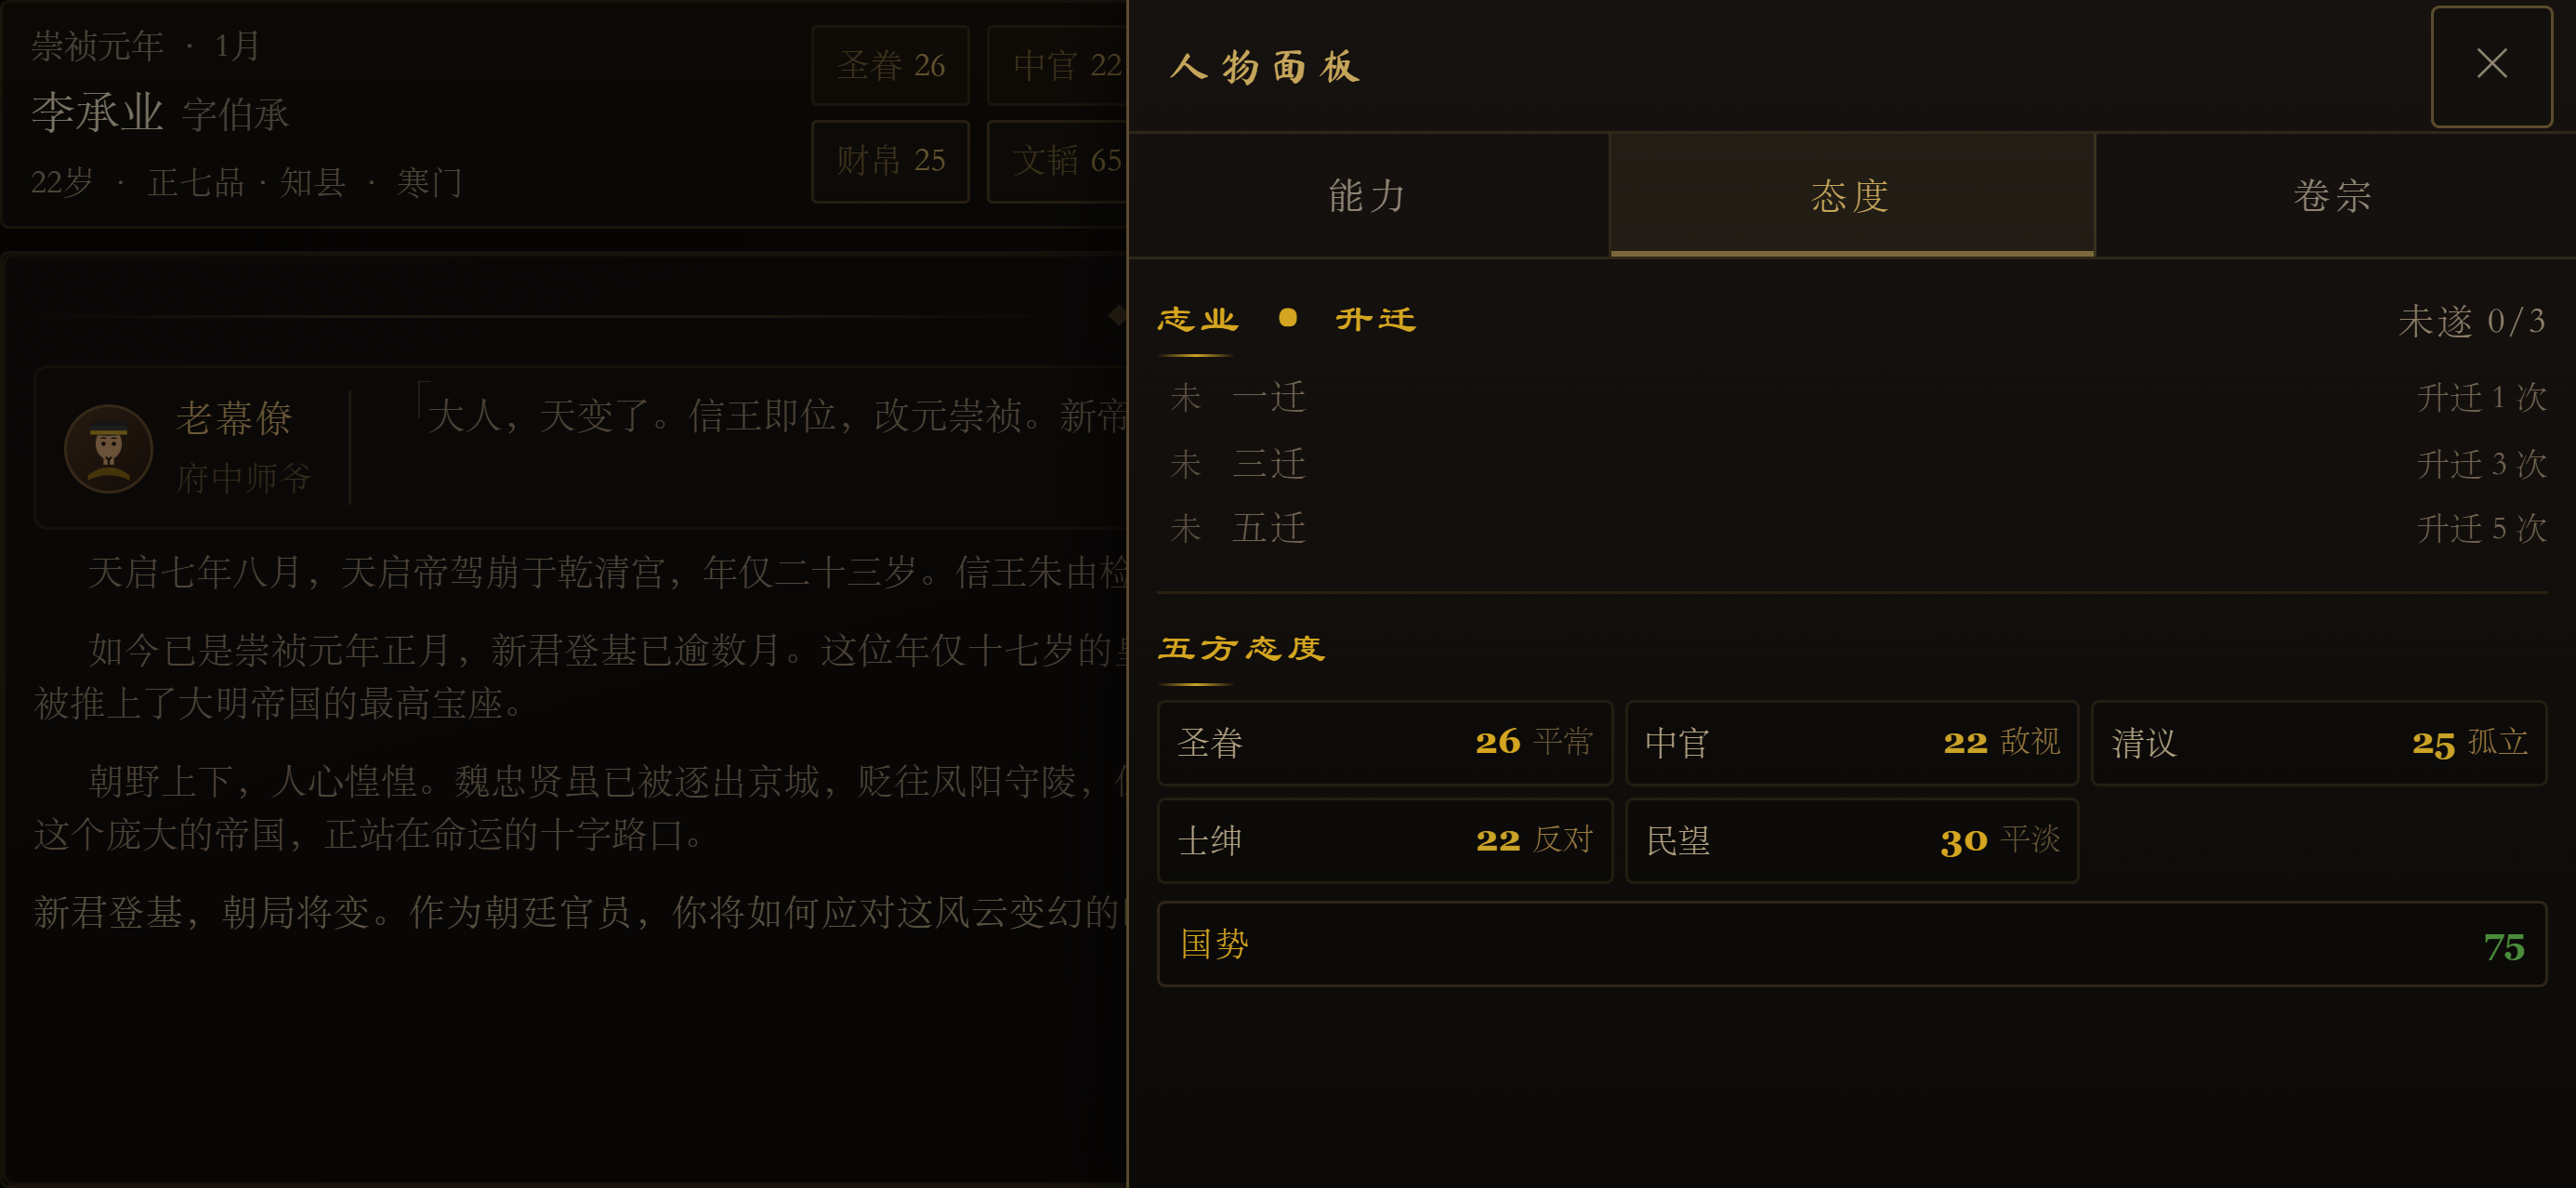 崇祯元年 · 1月
李承业 字伯承
22岁 · 正七品 · 知县 · 寒门
圣眷 26
中官 22
财帛 25
文韬 65
老幕僚
府中师爷
「大人，天变了。信王即位，改元崇祯。新帝
天启七年八月，天启帝驾崩于乾清宫，年仅二十三岁。信王朱由检
如今已是崇祯元年正月，新君登基已逾数月。这位年仅十七岁的
被推上了大明帝国的最高宝座。
朝野上下，人心惶惶。魏忠贤虽已被逐出京城，贬往凤阳守陵，
这个庞大的帝国，正站在命运的十字路口。
新君登基，朝局将变。作为朝廷官员，你将如何应对这风云变幻的
人物面板
能力
态度
卷宗
志业 • 升迁
未遂 0/3
未 一迁 升迁 1 次
未 三迁 升迁 3 次
未 五迁 升迁 5 次
五方态度
圣眷 26 平常
中官 22 敌视
清议 25 孤立
士绅 22 反对
民望 30 平淡
国势 75